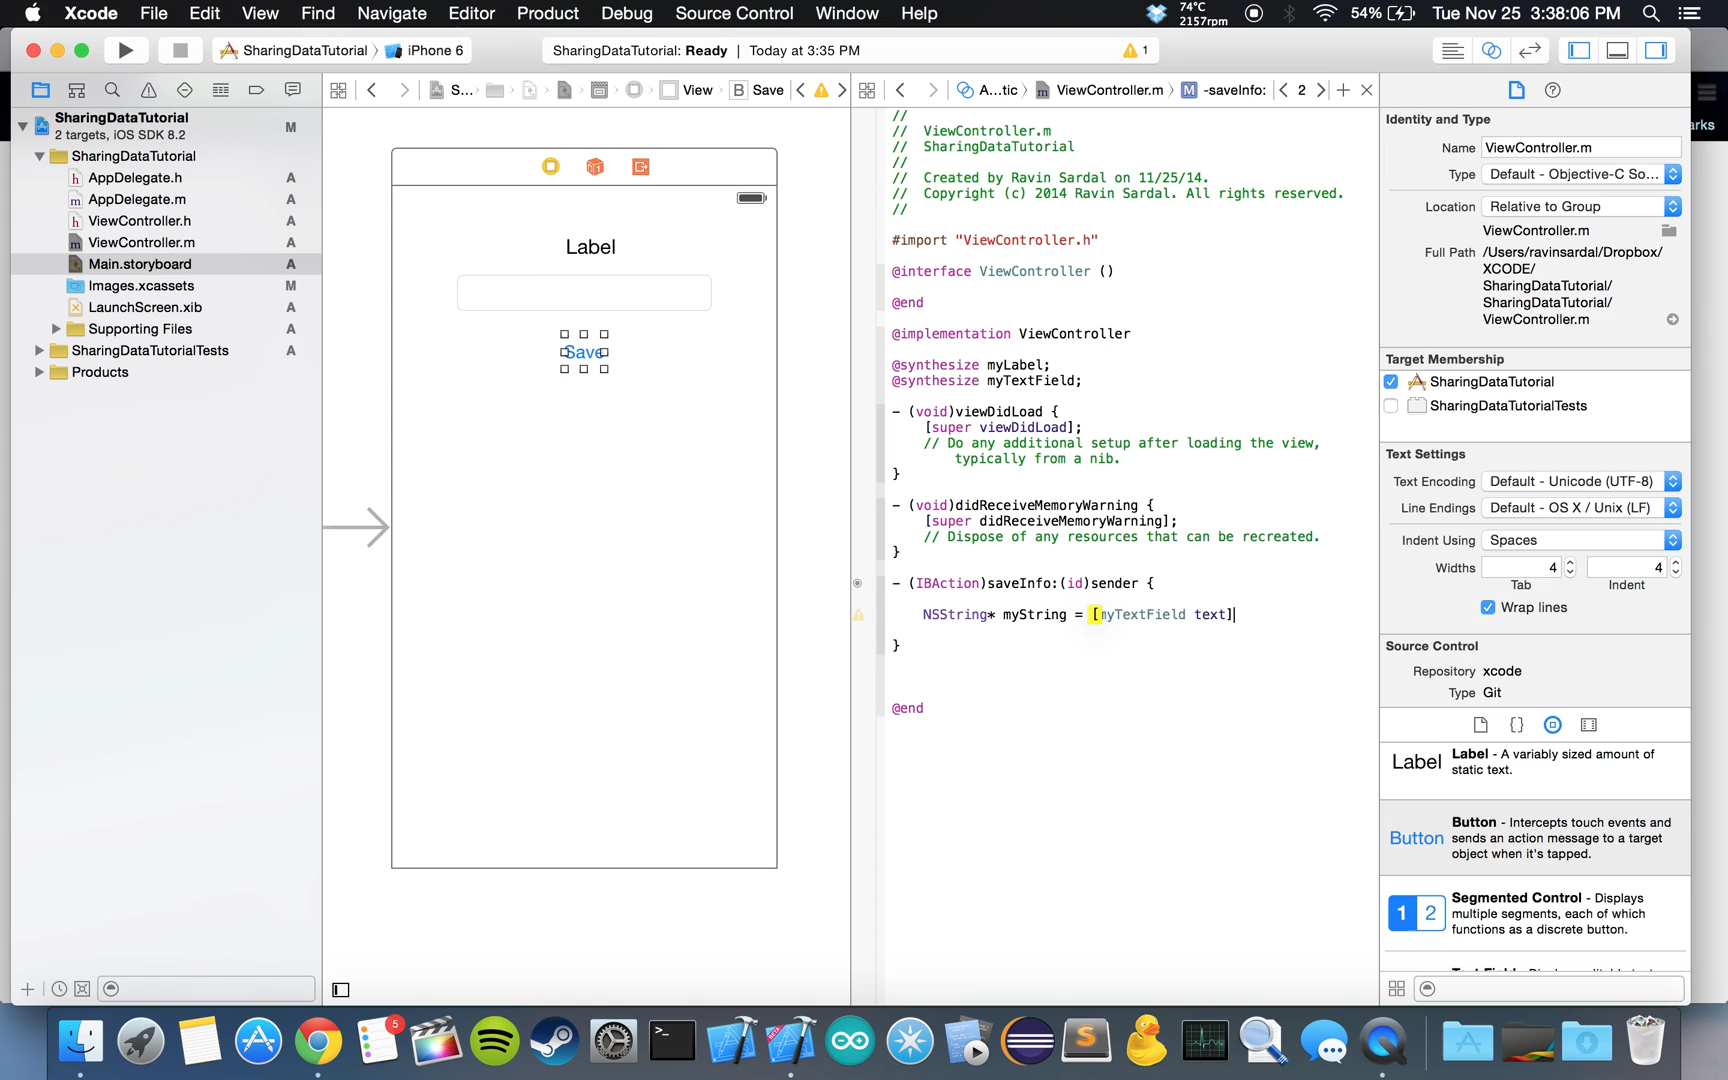 Xcode File Edit View Find Navigate Editor Product Debug Source Control Window Help 74°C 2157rpm 54% Tue Nov 25 3:38:06 PM
SharingDataTutorial iPhone 6 SharingDataTutorial: Ready | Today at 3:35 PM 1
S... View B Save A...tic ViewController.m M -saveInfo: 2
SharingDataTutorial M
2 targets, iOS SDK 8.2
SharingDataTutorial
h AppDelegate.h A
m AppDelegate.m A
h ViewController.h A
m ViewController.m A
Main.storyboard A
Images.xcassets M
LaunchScreen.xib A
Supporting Files A
SharingDataTutorialTests A
Products
Label
Save
//
// ViewController.m
// SharingDataTutorial
//
// Created by Ravin Sardal on 11/25/14.
// Copyright (c) 2014 Ravin Sardal. All rights reserved.
//
#import "ViewController.h"
@interface ViewController ()
@end
@implementation ViewController
@synthesize myLabel;
@synthesize myTextField;
- (void)viewDidLoad {
[super viewDidLoad];
// Do any additional setup after loading the view,
typically from a nib.
}
- (void)didReceiveMemoryWarning {
[super didReceiveMemoryWarning];
// Dispose of any resources that can be recreated.
}
- (IBAction)saveInfo:(id)sender {
NSString* myString = [myTextField text]
}
@end
Identity and Type
Name ViewController.m
Type Default - Objective-C So...
Location Relative to Group
ViewController.m
Full Path /Users/ravinsardal/Dropbox/
XCODE/
SharingDataTutorial/
SharingDataTutorial/
ViewController.m
Target Membership
SharingDataTutorial
SharingDataTutorialTests
Text Settings
Text Encoding Default - Unicode (UTF-8)
Line Endings Default - OS X / Unix (LF)
Indent Using Spaces
Widths 4 4
Tab Indent
Wrap lines
Source Control
Repository xcode
Type Git
{}
Label Label - A variably sized amount of
static text.
Button Button - Intercepts touch events and
sends an action message to a target
object when it's tapped.
1 2 Segmented Control - Displays
multiple segments, each of which
functions as a discrete button.
arks
5